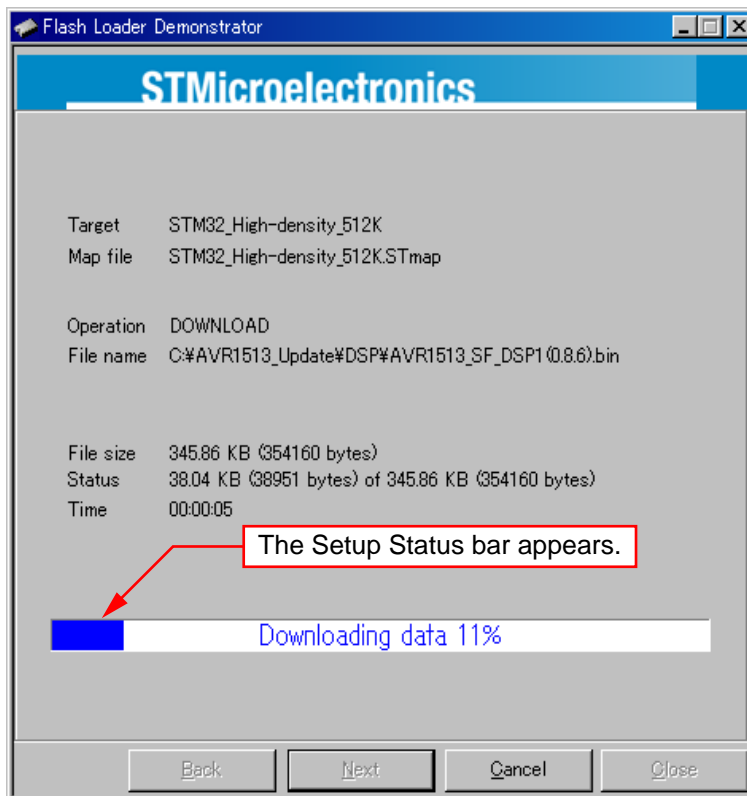 Flash Loader Demonstrator
STMicroelectronics
Target STM32_High-density_512K
Map file STM32_High-density_512K.STmap
Operation DOWNLOAD
File name C:¥AVR1513_Update¥DSP¥AVR1513_SF_DSP1(0.8.6).bin
File size 345.86 KB (354160 bytes)
Status 38.04 KB (38951 bytes) of 345.86 KB (354160 bytes)
Time 00:00:05
The Setup Status bar appears.
Downloading data 11%
Back Next Cancel Close